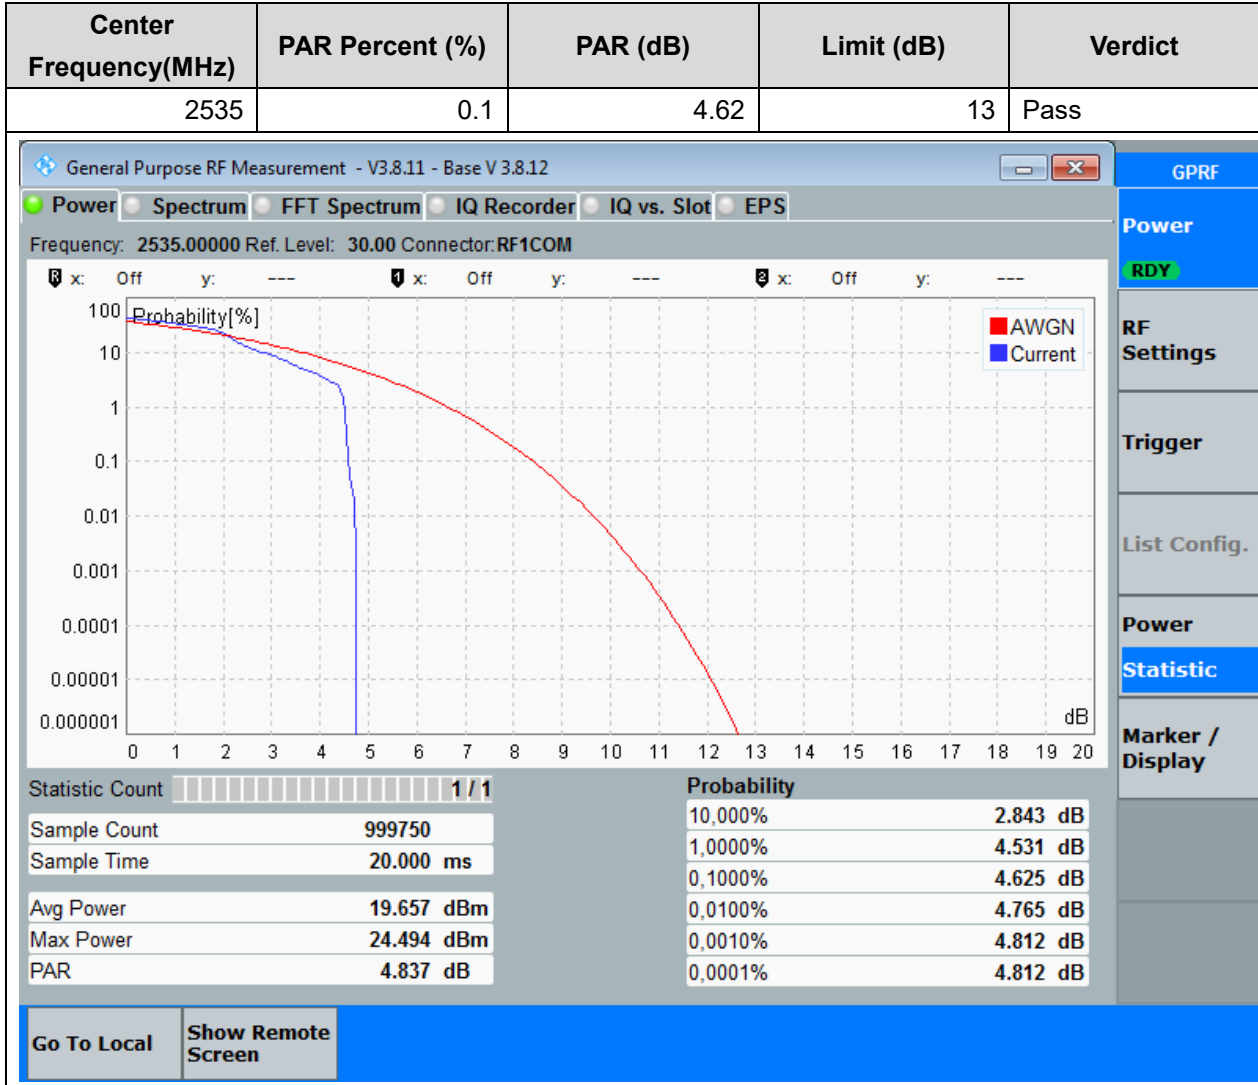 Center Frequency(MHz) PAR Percent (%) PAR (dB) Limit (dB) Verdict
2535 0.1 4.62 13 Pass
General Purpose RF Measurement - V3.8.11 - Base V 3.8.12
GPRF
Power Spectrum FFT Spectrum IQ Recorder IQ vs. Slot EPS
Frequency: 2535.00000 Ref. Level: 30.00 Connector: RF1COM
R x: Off y: --- 1 x: Off y: --- 2 x: Off y: ---
Probability[%]
100
10
1
0.1
0.01
0.001
0.0001
0.00001
0.000001
AWGN
Current
dB
0 1 2 3 4 5 6 7 8 9 10 11 12 13 14 15 16 17 18 19 20
Statistic Count 1 / 1
Sample Count 999750
Sample Time 20.000 ms
Avg Power 19.657 dBm
Max Power 24.494 dBm
PAR 4.837 dB
Probability
10,000% 2.843 dB
1,0000% 4.531 dB
0,1000% 4.625 dB
0,0100% 4.765 dB
0,0010% 4.812 dB
0,0001% 4.812 dB
Power
RDY
RF
Settings
Trigger
List Config.
Power
Statistic
Marker /
Display
Go To Local
Show Remote
Screen